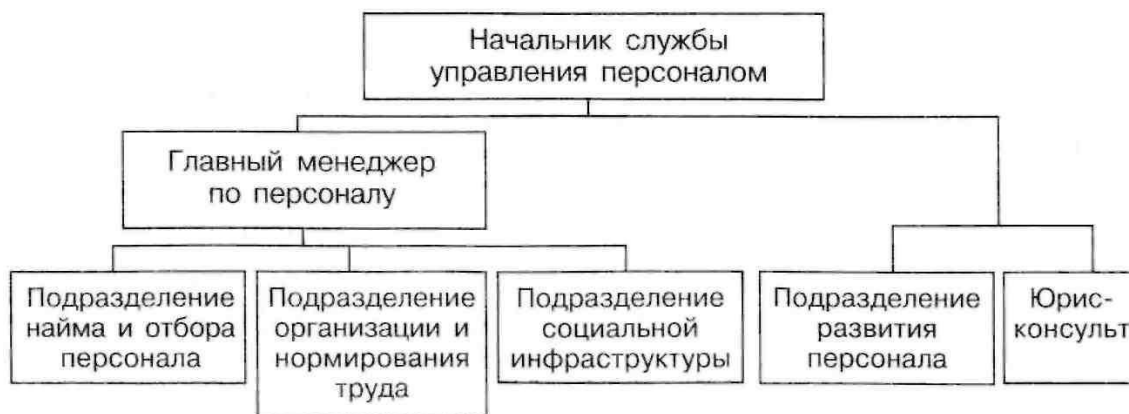 Начальник службы
управления персоналом
Главный менеджер
по персоналу
Подразделение
найма и отбора
персонала
Подразделение
организации и
нормирования
труда
Подразделение
социальной
инфраструктуры
Подразделение
развития
персонала
Юрис-
консульт